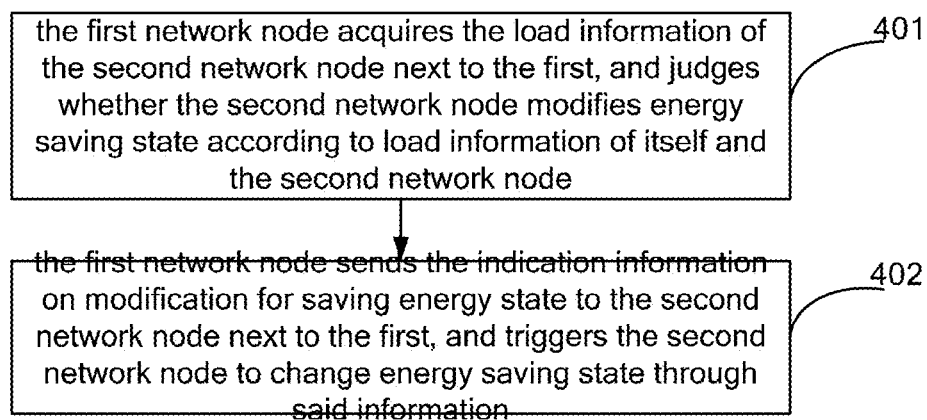 the first network node acquires the load information of
the second network node next to the first, and judges
whether the second network node modifies energy
saving state according to load information of itself and
the second network node
401
the first network node sends the indication information
on modification for saving energy state to the second
network node next to the first, and triggers the second
network node to change energy saving state through
said information
402